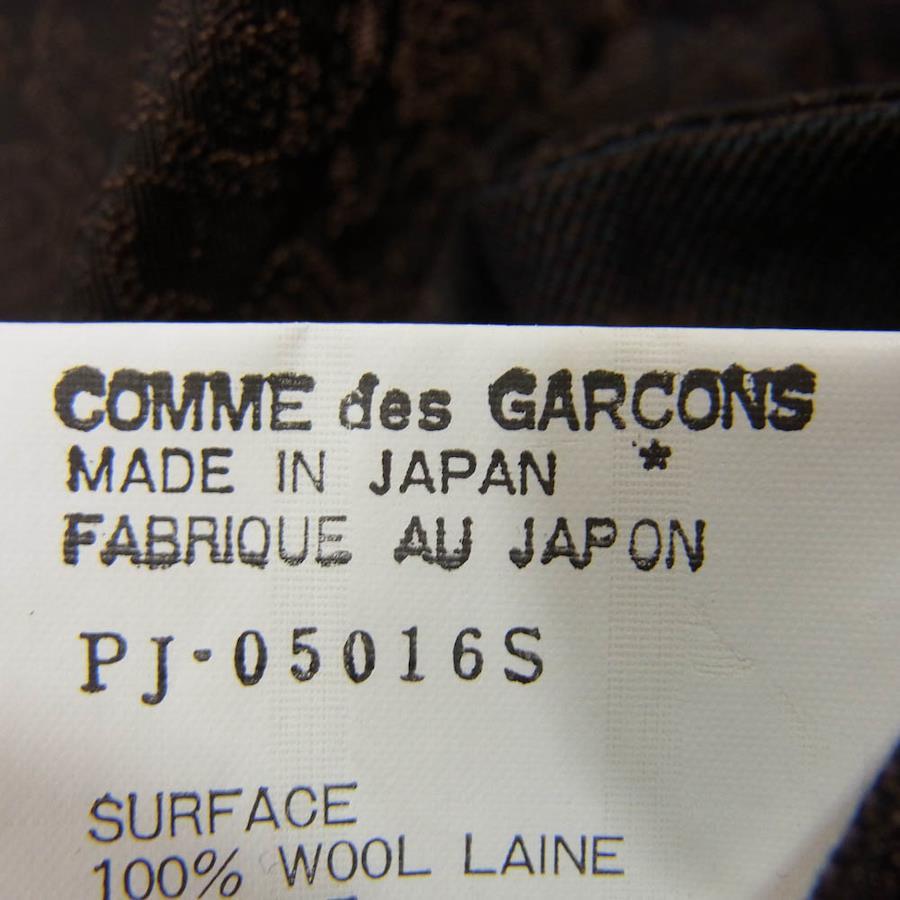 COMME des GARCONS
MADE IN JAPAN *
FABRIQUE AU JAPON
PJ-05016S
SURFACE
100% WOOL LAINE